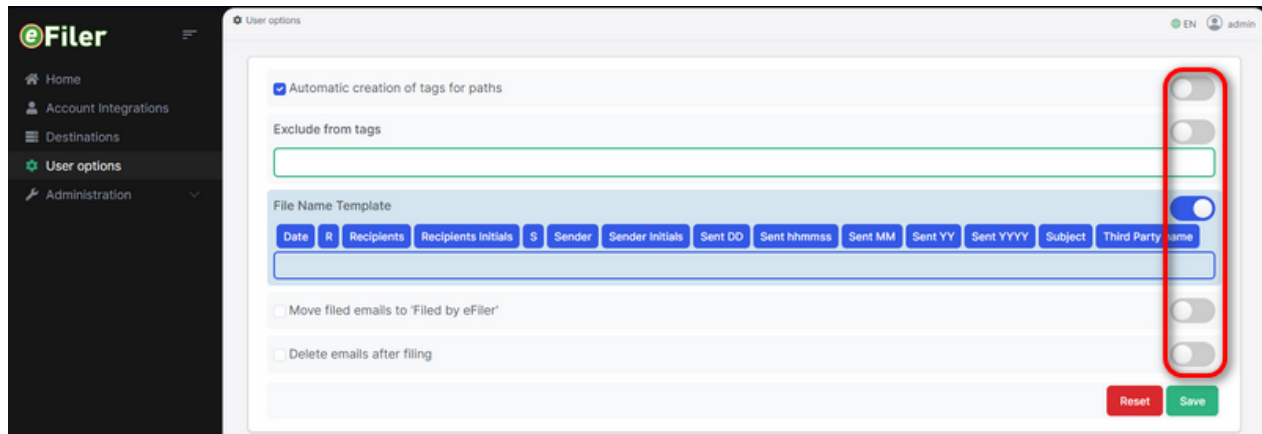 eFiler
User options
EN admin
Home
Account Integrations
Destinations
User options
Administration
Automatic creation of tags for paths
Exclude from tags
File Name Template
Date R Recipients Recipients Initials S Sender Sender Initials Sent DD Sent hhmmss Sent MM Sent YY Sent YYYY Subject Third Party name
Move filed emails to 'Filed by eFiler'
Delete emails after filing
Reset Save